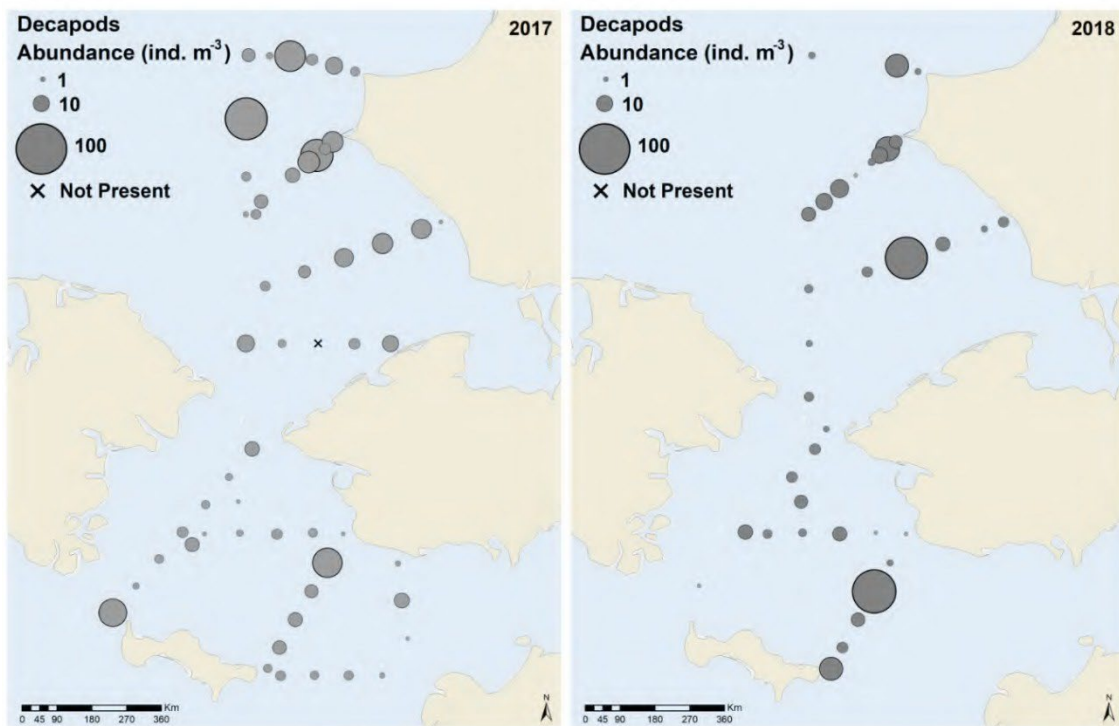 Decapods
2017
Abundance (ind. m⁻³)
1
10
100
× Not Present
0 45 90 180 270 360 Km
N
Decapods
2018
Abundance (ind. m⁻³)
1
10
100
× Not Present
0 45 90 180 270 360 Km
N